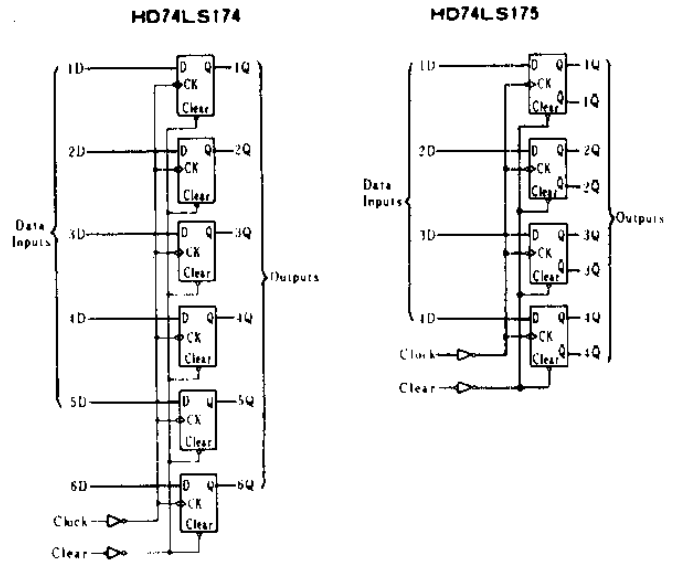 HD74LS174
1D D Q 1Q
CK
Clear
2D D Q 2Q
CK
Clear
3D D Q 3Q
CK
Clear
Data
Inputs
Outputs
4D D Q 4Q
CK
Clear
5D D Q 5Q
CK
Clear
6D D Q 6Q
CK
Clear
Clock
Clear
HD74LS175
1D D Q 1Q
CK
Clear Q̄ 1Q̄
2D D Q 2Q
CK
Clear Q̄ 2Q̄
Data
Inputs
Outputs
3D D Q 3Q
CK
Clear Q̄ 3Q̄
4D D Q 4Q
CK
Clear Q̄ 4Q̄
Clock
Clear